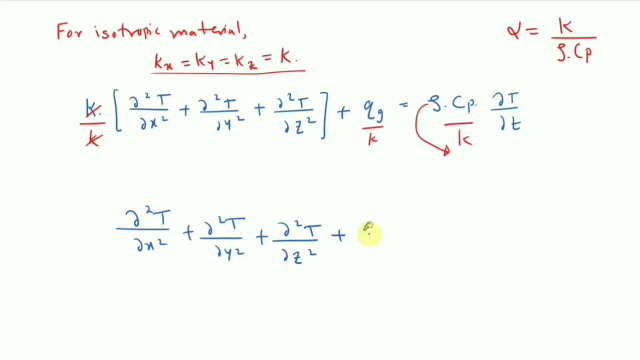 For isotropic material,
α = k / ρ.Cp
kx = ky = kz = k.
k/k [ ∂²T/∂x² + ∂²T/∂y² + ∂²T/∂z² ] + qg/k = ρ.Cp./k ∂T/∂t
∂²T/∂x² + ∂²T/∂y² + ∂²T/∂z² +